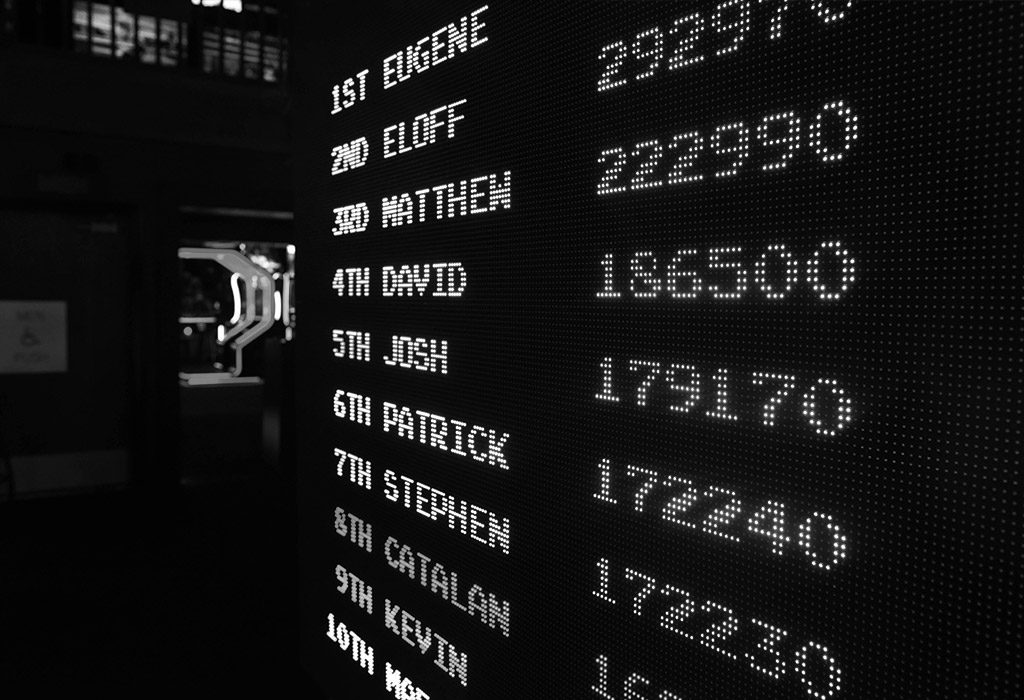 1ST EUGENE 292970
2ND ELOFF 222990
3RD MATTHEW 186500
4TH DAVID 179170
5TH JOSH 172240
6TH PATRICK 172230
7TH STEPHEN
8TH CATALAN
9TH KEVIN
10TH